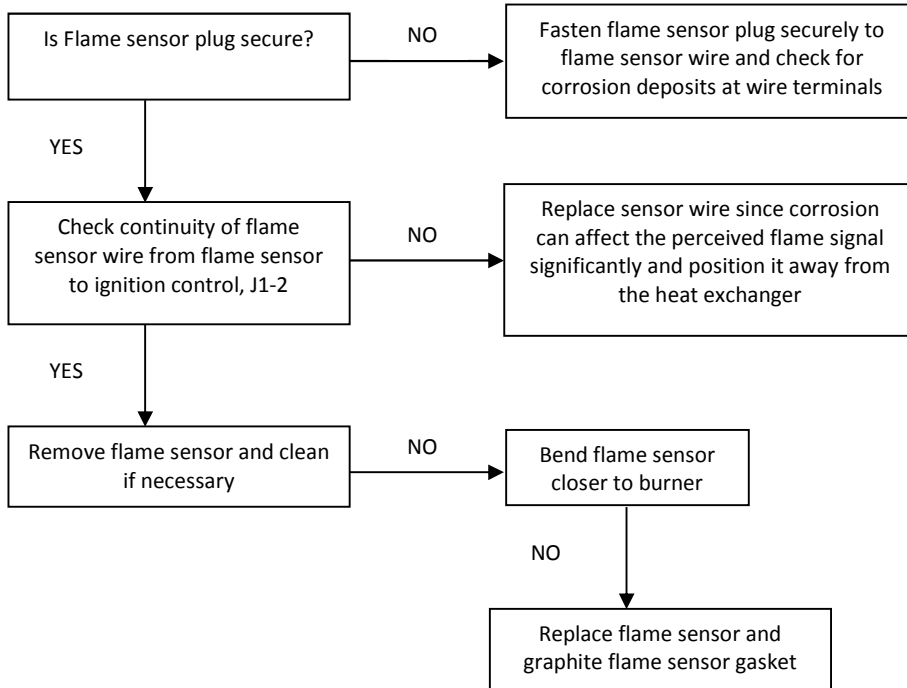 Is Flame sensor plug secure?
NO
Fasten flame sensor plug securely to
flame sensor wire and check for
corrosion deposits at wire terminals
YES
Check continuity of flame
sensor wire from flame sensor
to ignition control, J1-2
NO
Replace sensor wire since corrosion
can affect the perceived flame signal
significantly and position it away from
the heat exchanger
YES
Remove flame sensor and clean
if necessary
NO
Bend flame sensor
closer to burner
NO
Replace flame sensor and
graphite flame sensor gasket